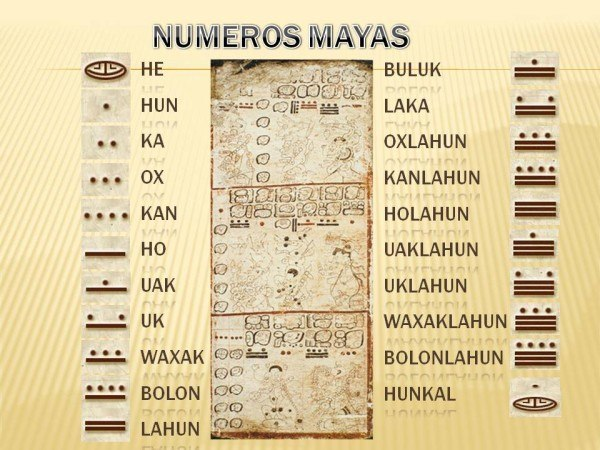 NUMEROS MAYAS
HE
HUN
KA
OX
KAN
HO
UAK
UK
WAXAK
BOLON
LAHUN
BULUK
LAKA
OXLAHUN
KANLAHUN
HOLAHUN
UAKLAHUN
UKLAHUN
WAXAKLAHUN
BOLONLAHUN
HUNKAL